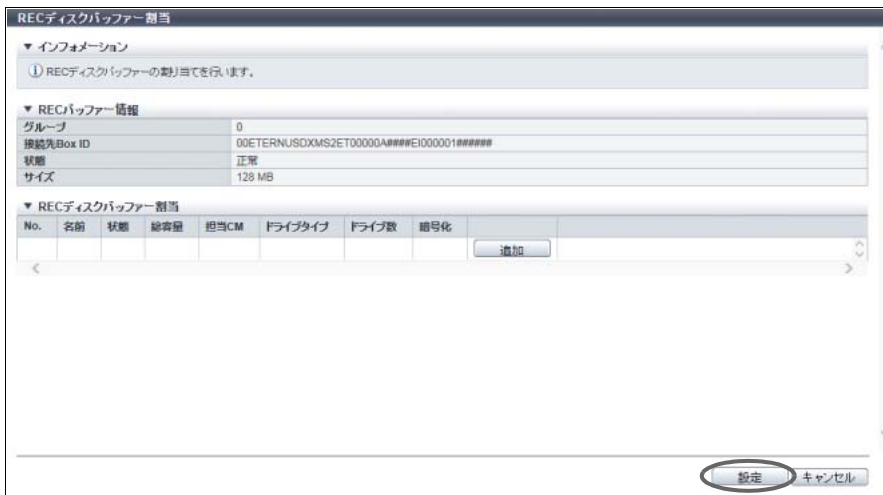 RECディスクバッファー割当
▼ インフォメーション
RECディスクバッファーの割り当てを行います。
▼ RECバッファー情報
グループ 0
接続先Box ID 00ETERNUSDXMS2ET00000A####EI000001######
状態 正常
サイズ 128 MB
▼ RECディスクバッファー割当
No. 名前 状態 総容量 担当CM ドライブタイプ ドライブ数 暗号化
追加
設定 キャンセル